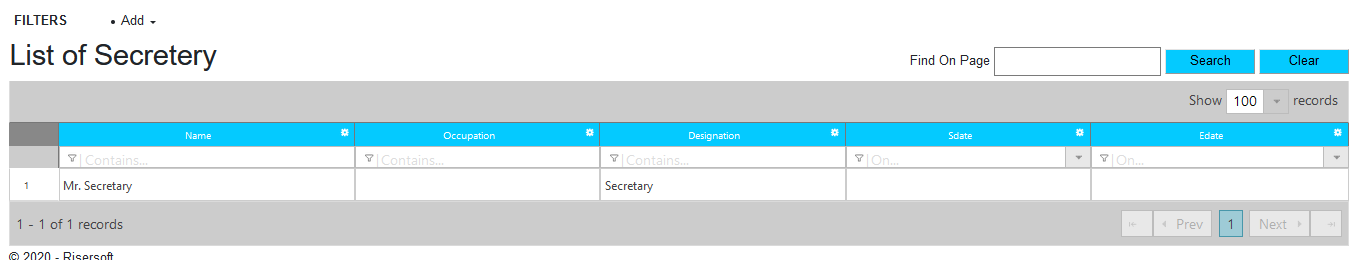 FILTERS • Add
List of Secretery
Find On Page Search Clear
Show 100 records
Name Occupation Designation Sdate Edate
Contains... Contains... Contains... On... On...
1 Mr. Secretary Secretary
1 - 1 of 1 records Prev 1 Next
© 2020 - Risersoft